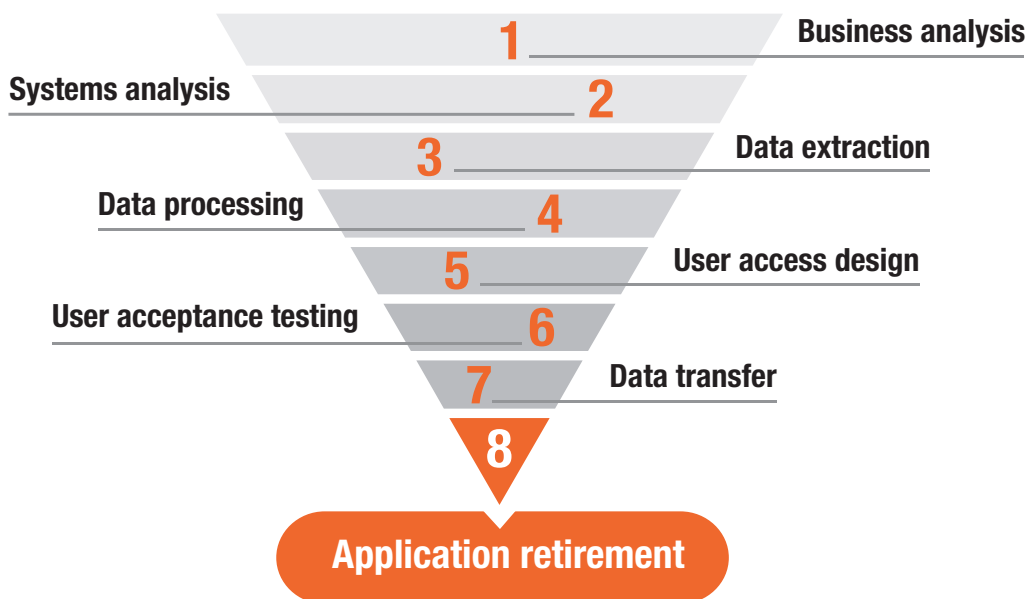 1
Business analysis
Systems analysis
2
3
Data extraction
Data processing
4
5
User access design
User acceptance testing
6
7
Data transfer
8
Application retirement